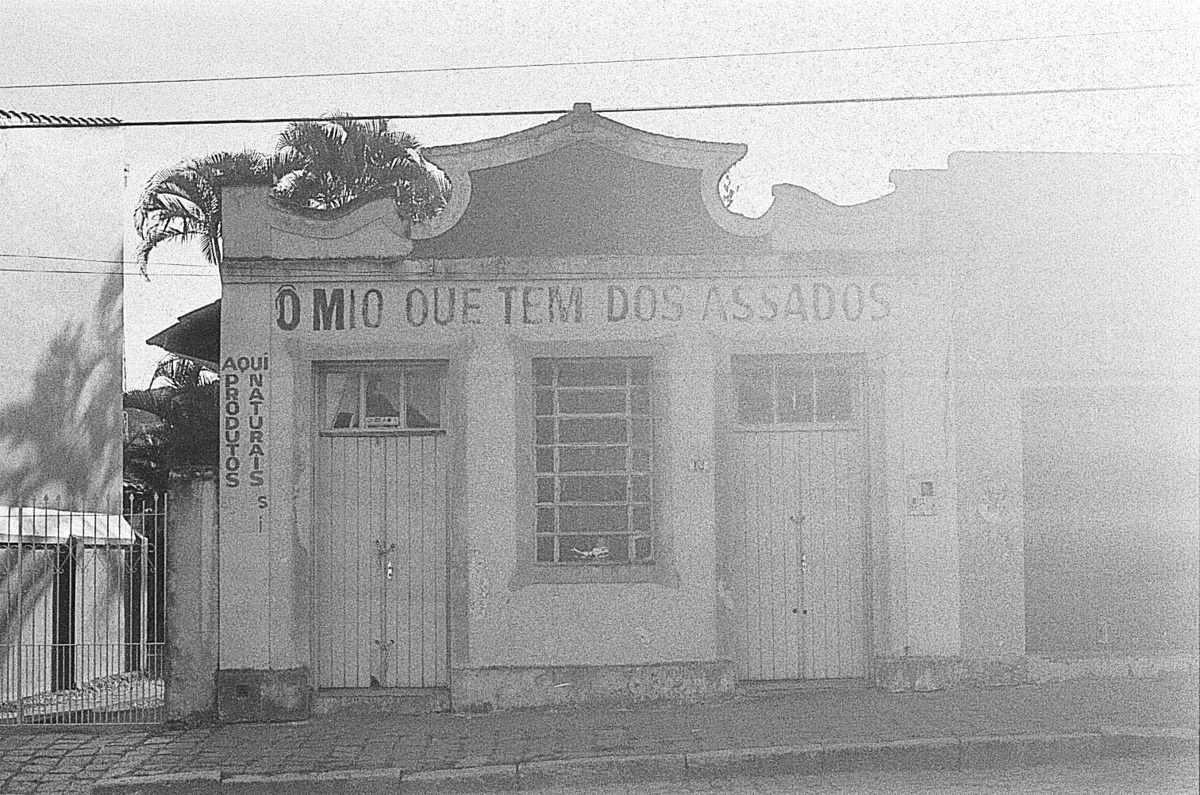 Ô MIO QUE TEM DOS ASSADOS
AQUi
PRODUTOS
NATURAIS